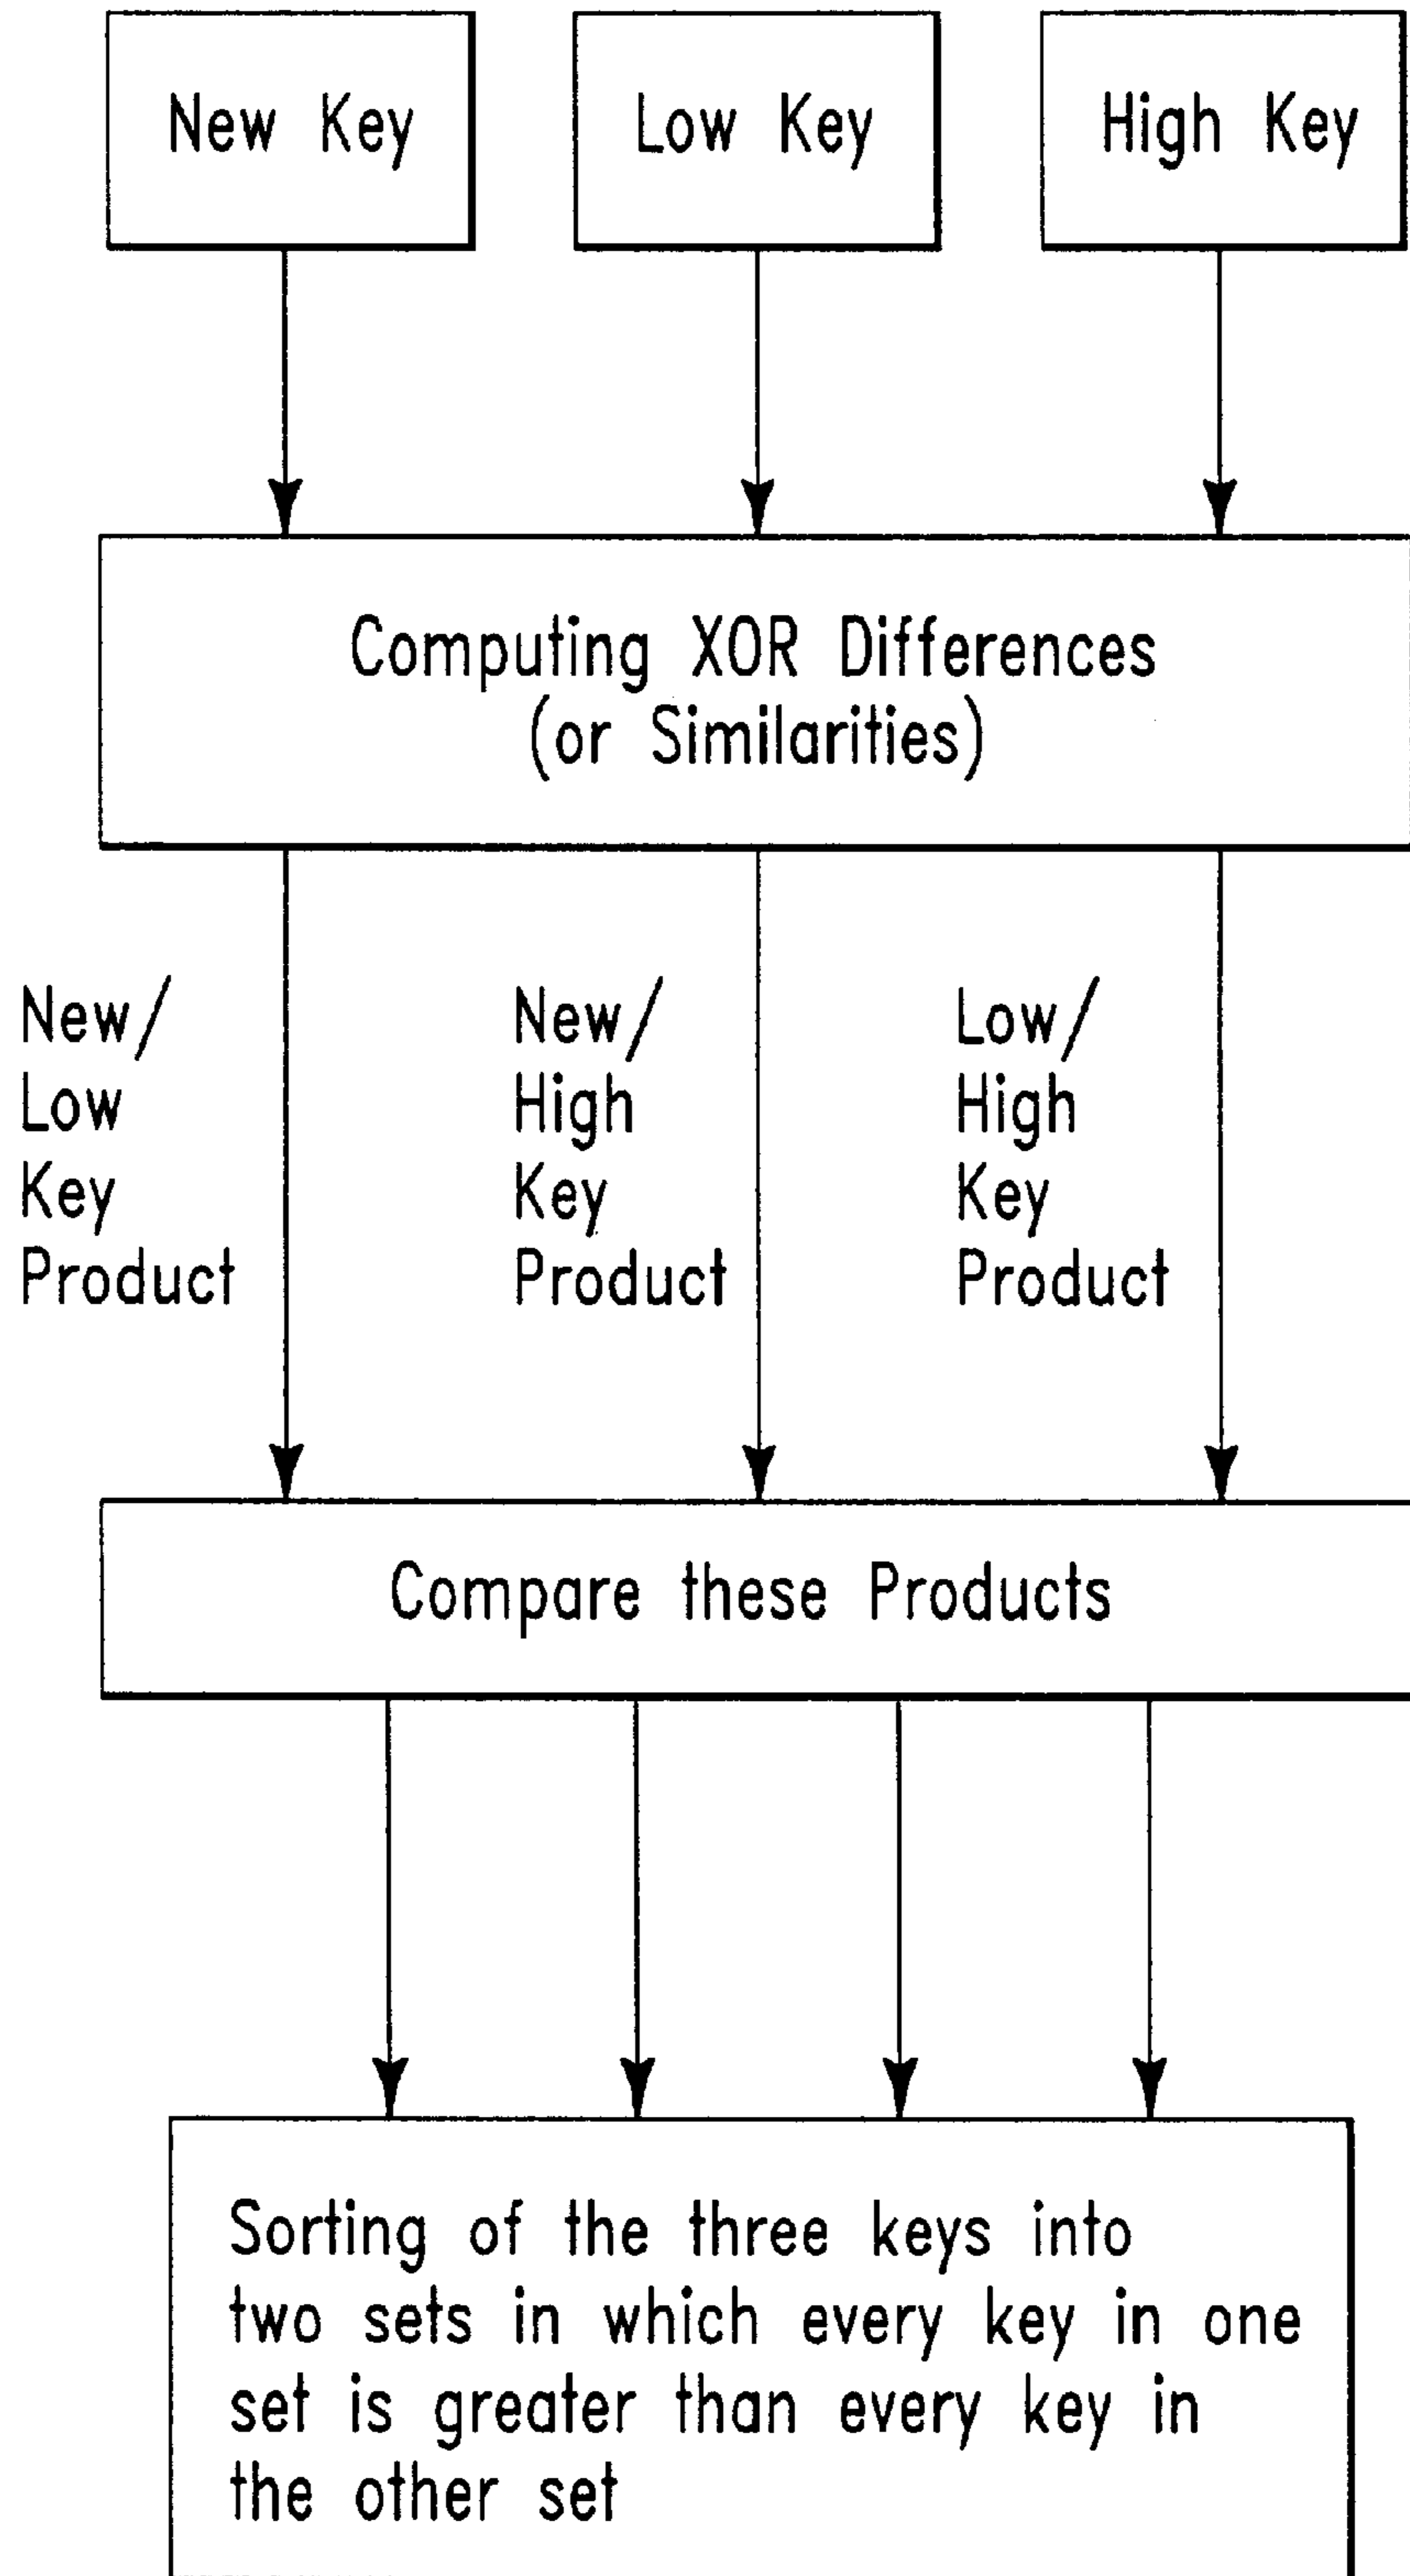 New Key
Low Key
High Key
Computing XOR Differences
(or Similarities)
New/
Low
Key
Product
New/
High
Key
Product
Low/
High
Key
Product
Compare these Products
Sorting of the three keys into
two sets in which every key in one
set is greater than every key in
the other set